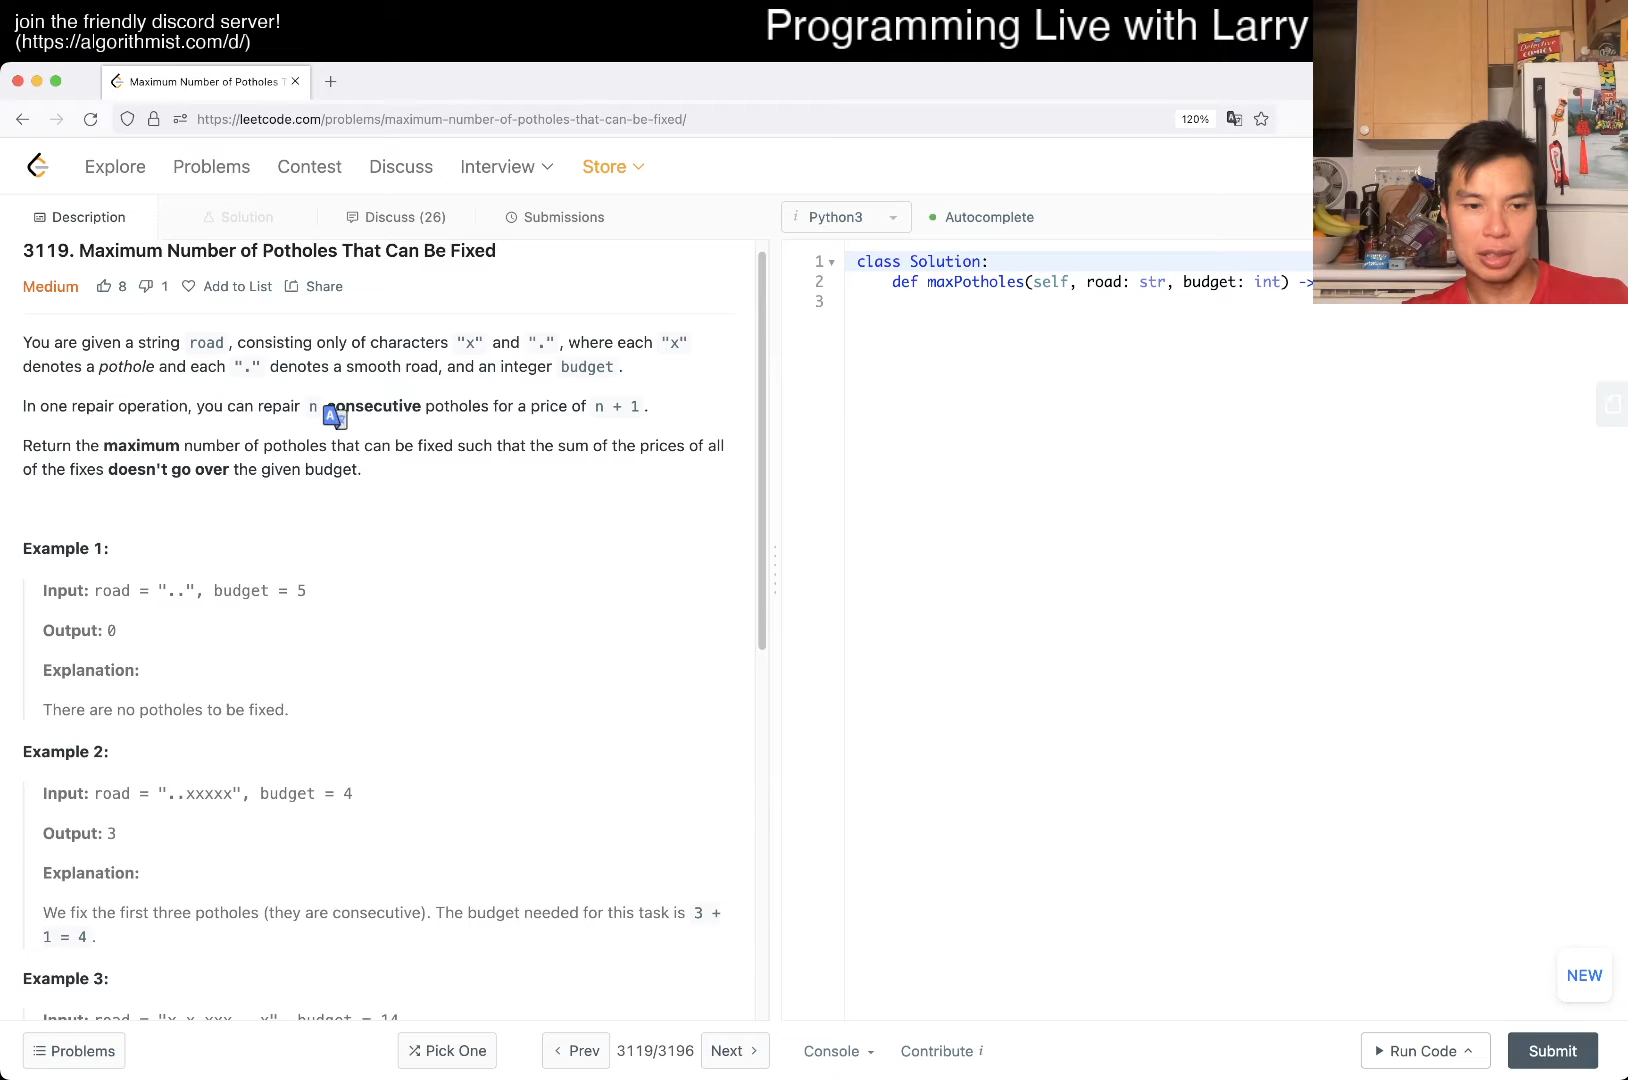 join the friendly discord server!
(https://algorithmist.com/d/)
Programming Live with Larry
Maximum Number of Potholes T
https://leetcode.com/problems/maximum-number-of-potholes-that-can-be-fixed/
120%
Explore Problems Contest Discuss Interview Store
Description Solution Discuss (26) Submissions
i Python3 Autocomplete
3119. Maximum Number of Potholes That Can Be Fixed
Medium 8 1 Add to List Share
You are given a string road, consisting only of characters "x" and ".", where each "x"
denotes a pothole and each "." denotes a smooth road, and an integer budget.
In one repair operation, you can repair n consecutive potholes for a price of n + 1.
Return the maximum number of potholes that can be fixed such that the sum of the prices of all
of the fixes doesn't go over the given budget.
Example 1:
Input: road = "..", budget = 5
Output: 0
Explanation:
There are no potholes to be fixed.
Example 2:
Input: road = "..xxxxx", budget = 4
Output: 3
Explanation:
We fix the first three potholes (they are consecutive). The budget needed for this task is 3 +
1 = 4.
Example 3:
Input: road = "x.x.xxx...x", budget = 14
1 class Solution:
2 def maxPotholes(self, road: str, budget: int) ->
3
DETECTIVE COMICS
NEW
Problems Pick One Prev 3119/3196 Next Console Contribute i Run Code Submit